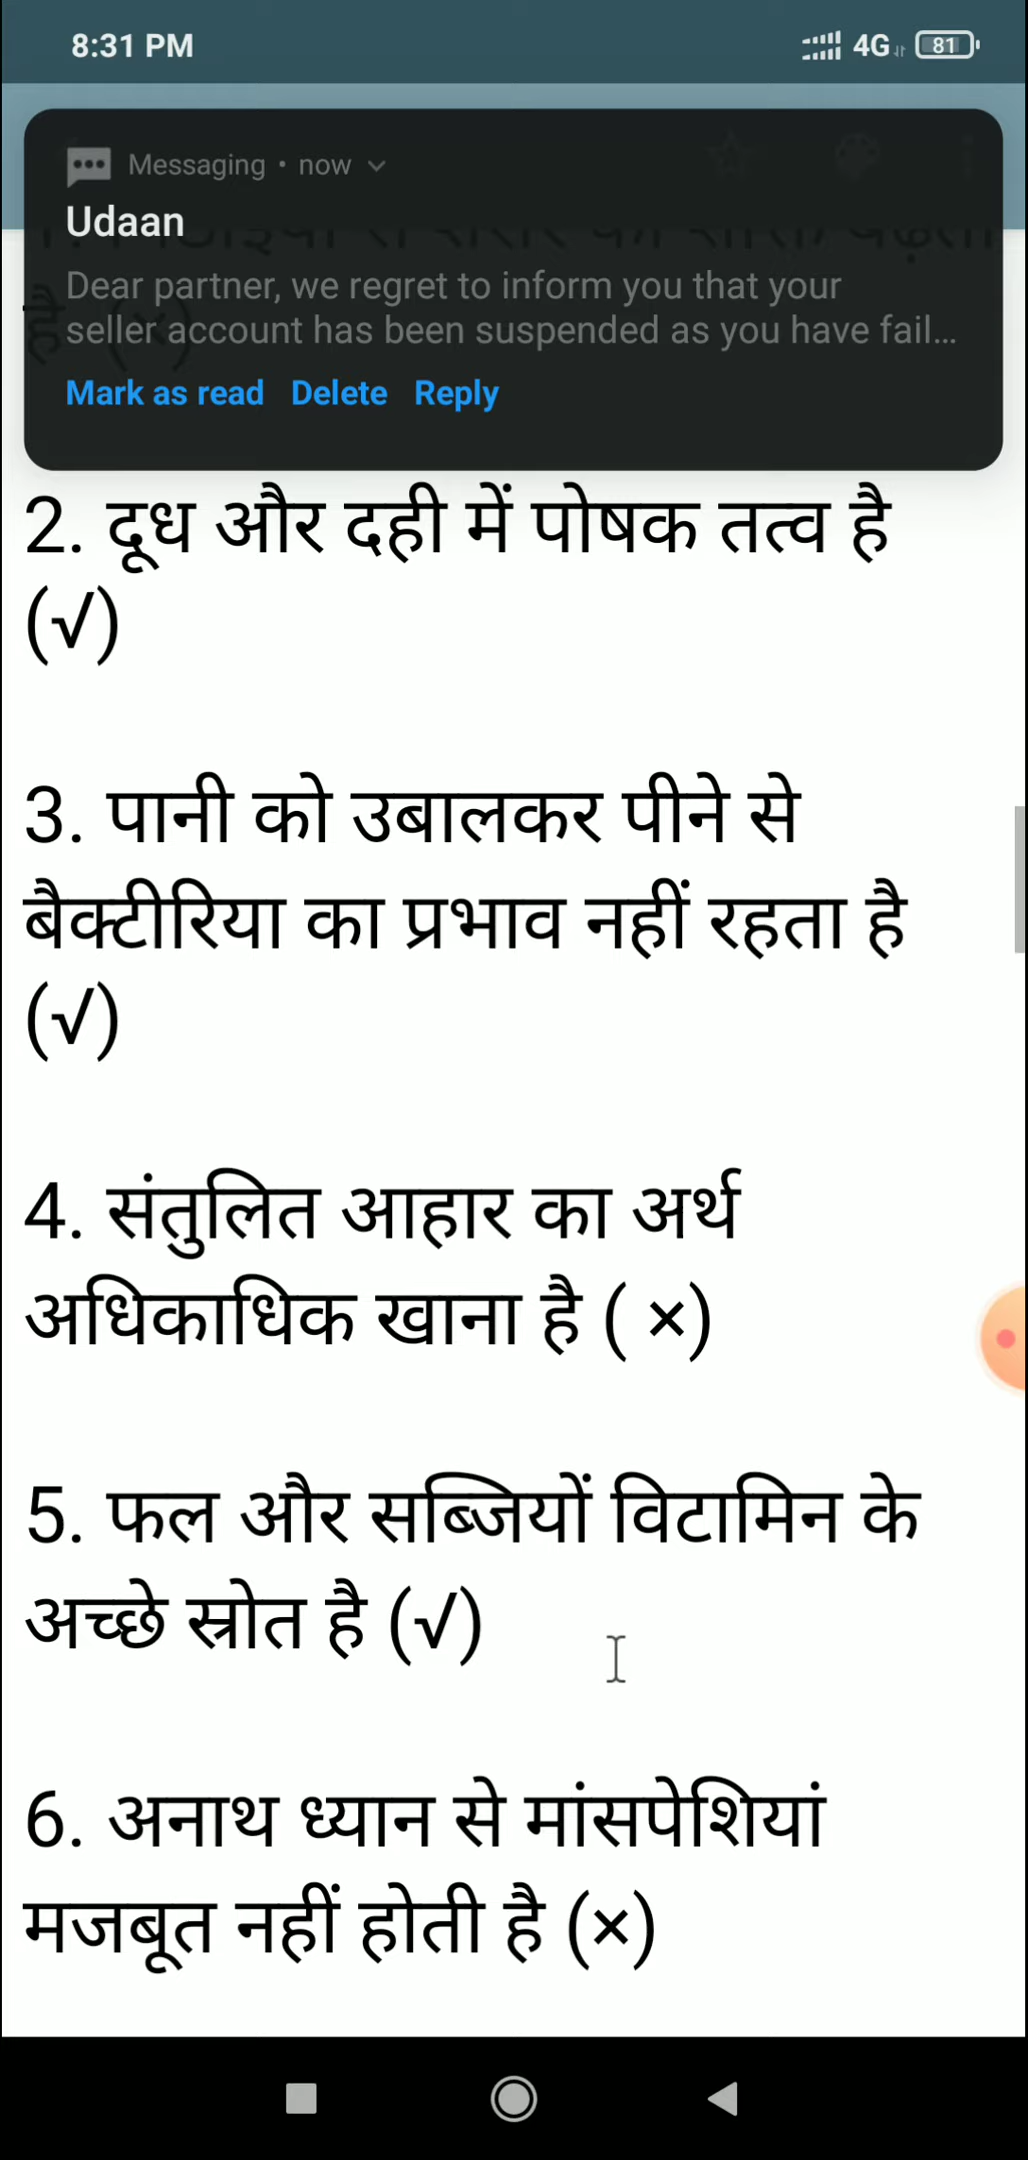 8:31 PM
4G
81
Messaging • now
Udaan
Dear partner, we regret to inform you that your
seller account has been suspended as you have fail...
Mark as read Delete Reply
है (×)
2. दूध और दही में पोषक तत्व है
(√)
3. पानी को उबालकर पीने से
बैक्टीरिया का प्रभाव नहीं रहता है
(√)
4. संतुलित आहार का अर्थ
अधिकाधिक खाना है ( ×)
5. फल और सब्जियों विटामिन के
अच्छे स्रोत है (√)
6. अनाथ ध्यान से मांसपेशियां
मजबूत नहीं होती है (×)